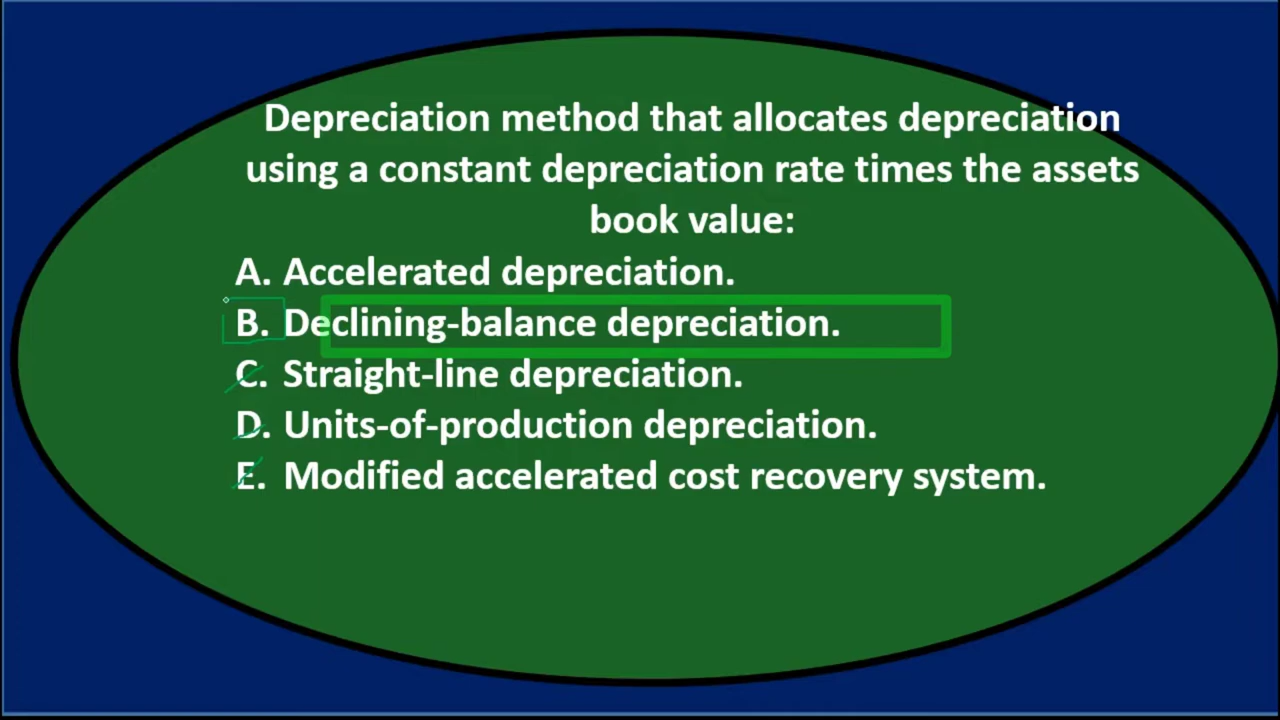 Depreciation method that allocates depreciation
using a constant depreciation rate times the assets
book value:
A. Accelerated depreciation.
B. Declining-balance depreciation.
C. Straight-line depreciation.
D. Units-of-production depreciation.
E. Modified accelerated cost recovery system.